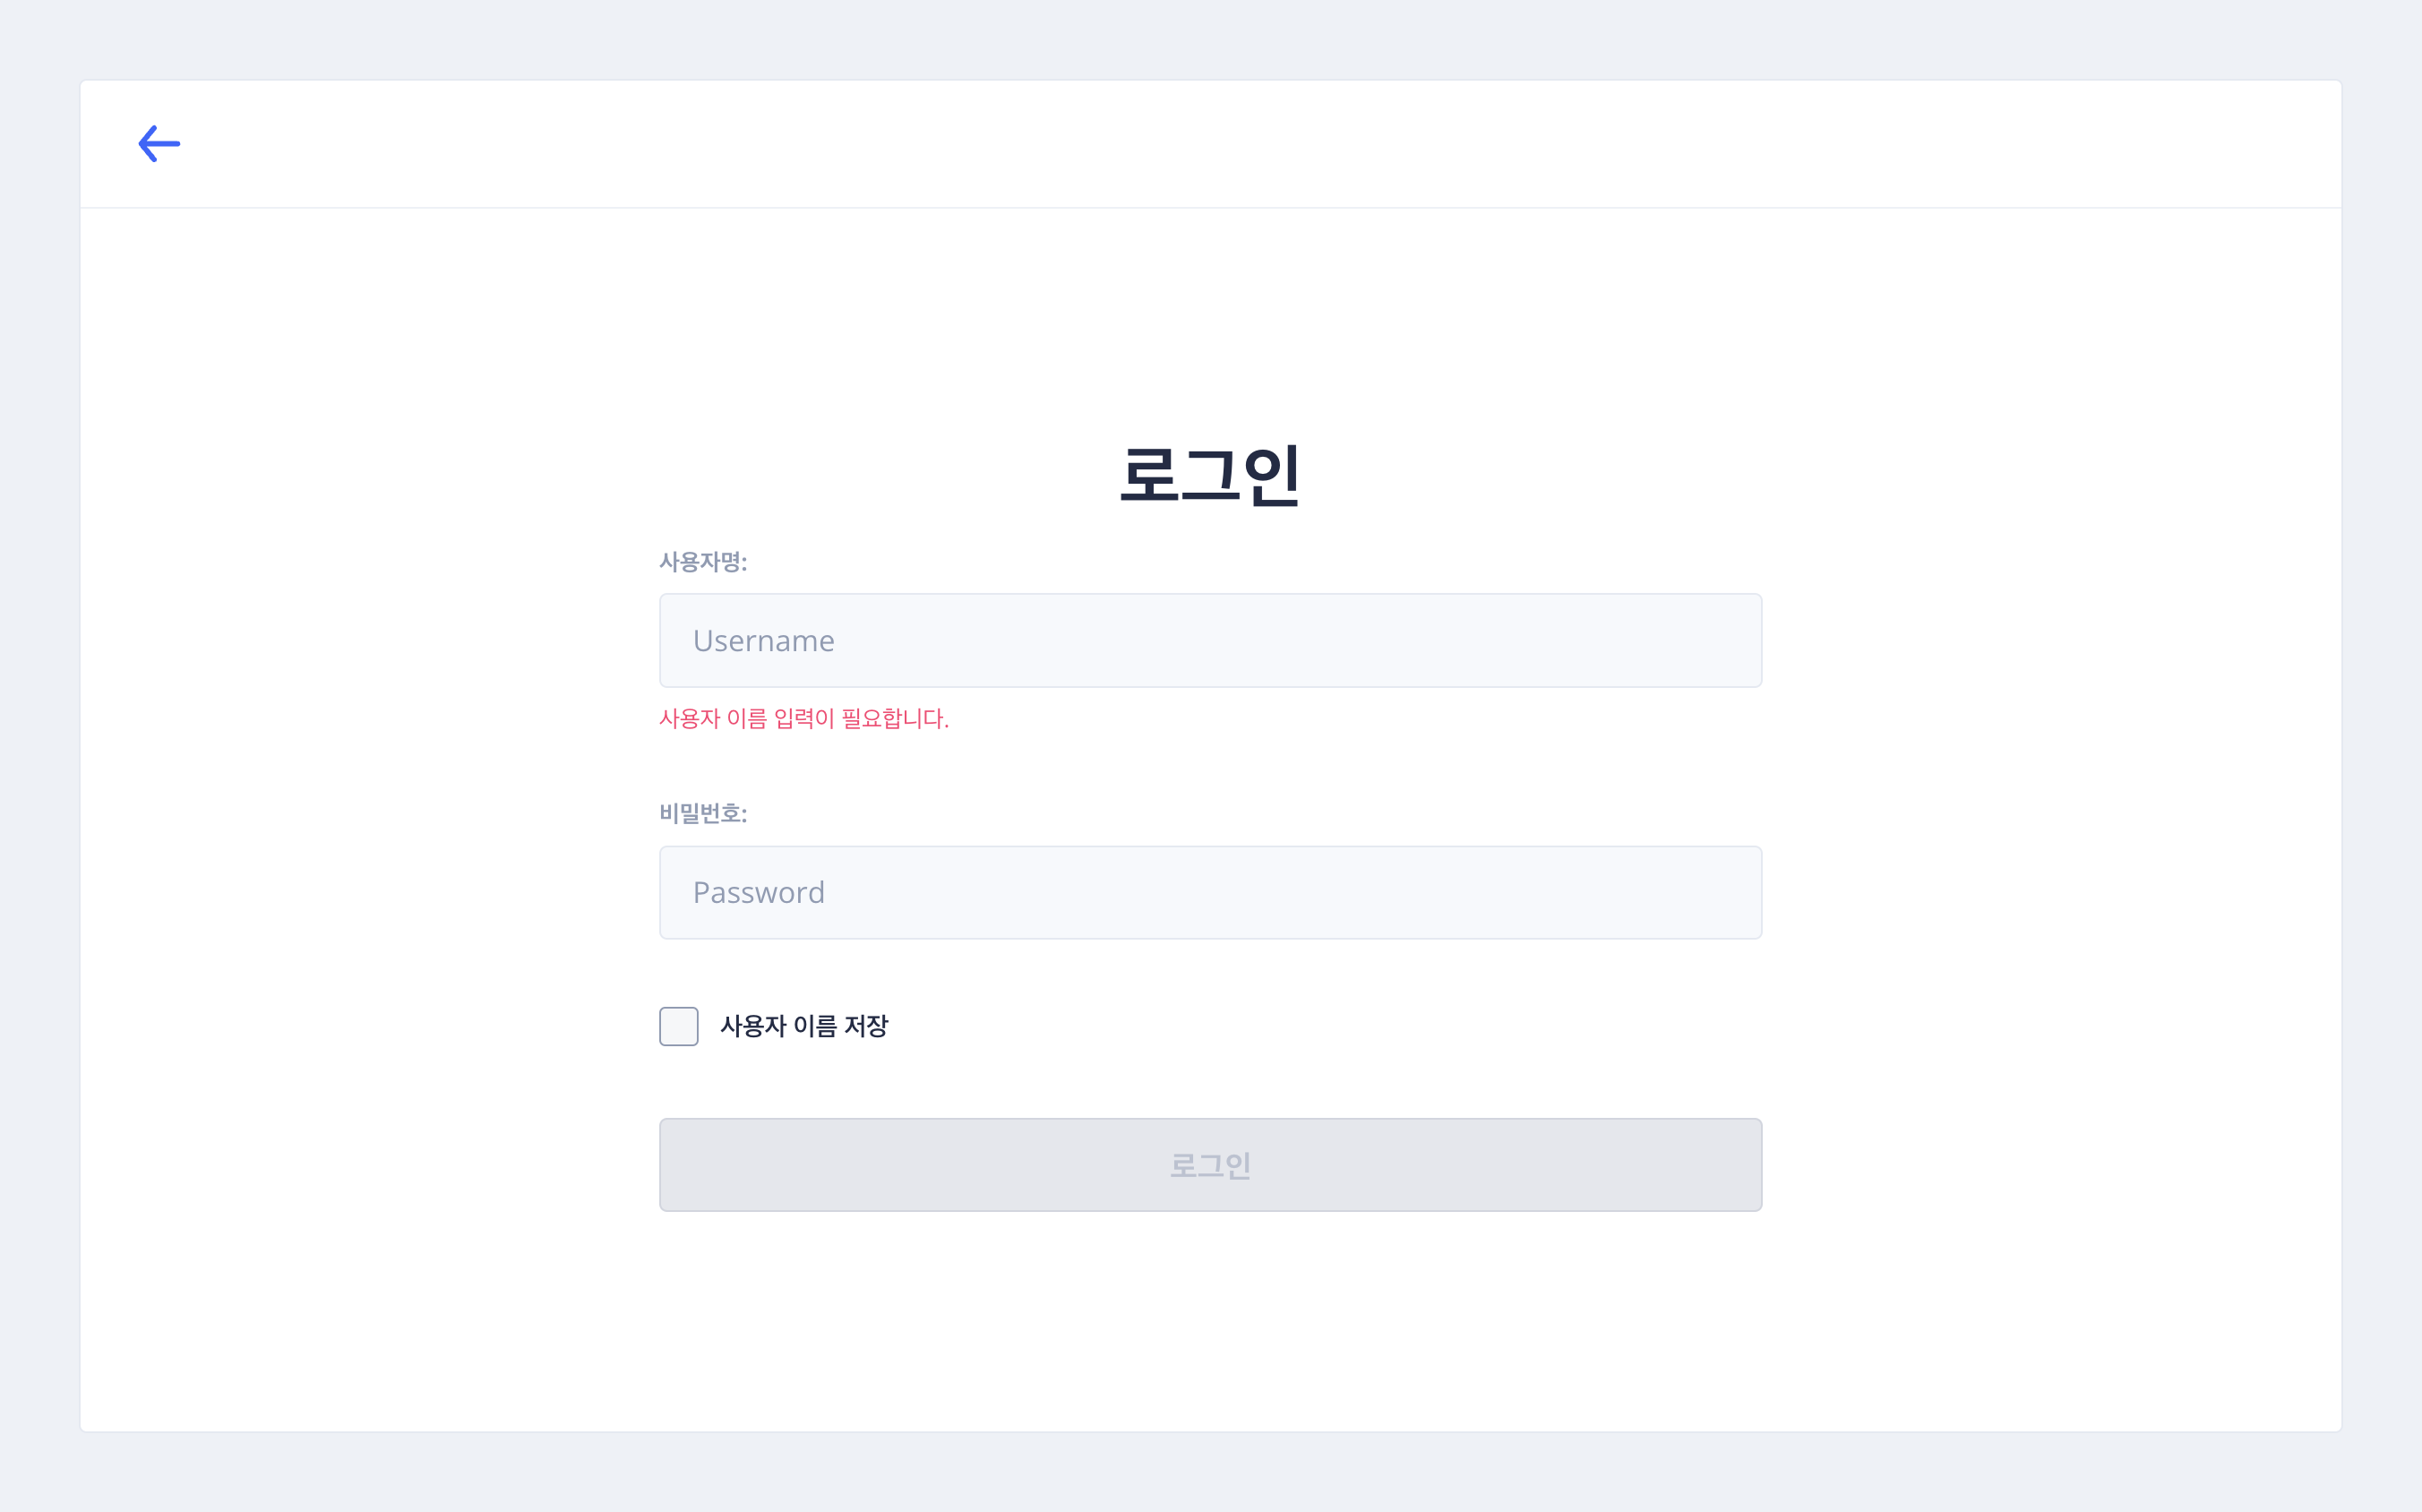 로그인
사용자명:
Username
사용자 이름 입력이 필요합니다.
비밀번호:
Password
사용자 이름 저장
로그인